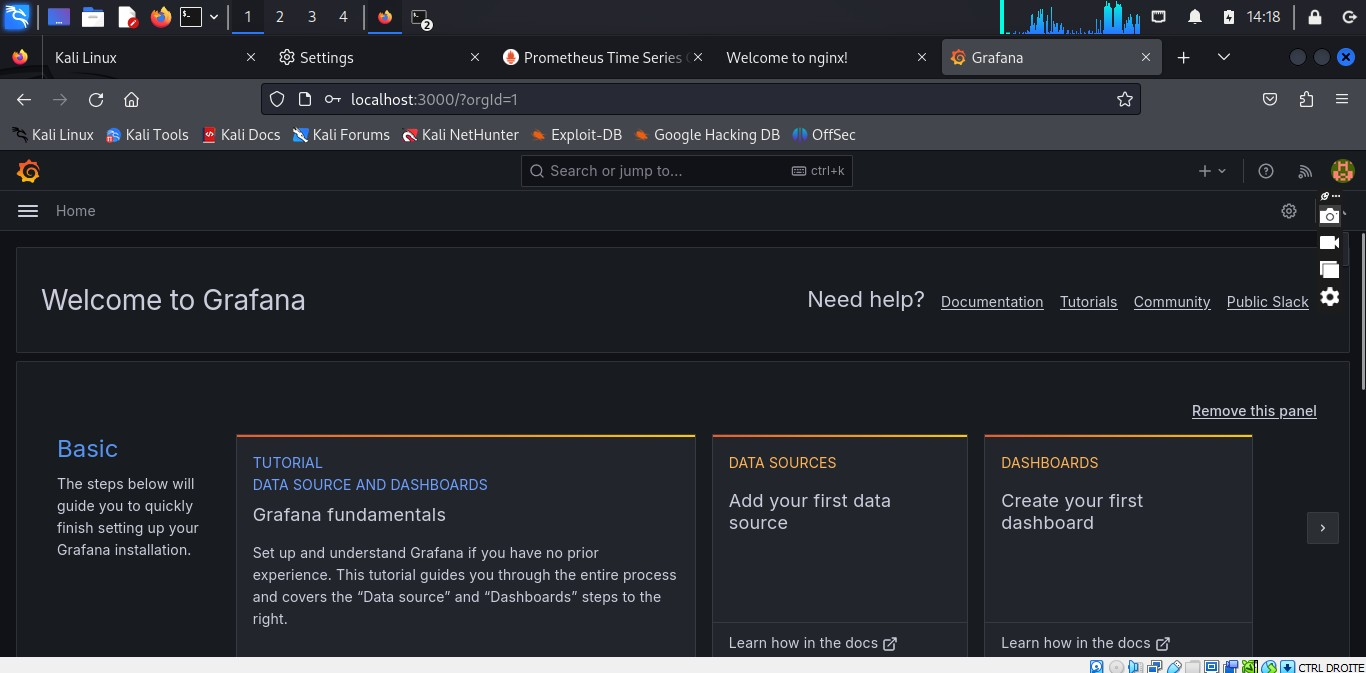 1 2 3 4 2 14:18
Kali Linux Settings Prometheus Time Series Welcome to nginx! Grafana
localhost:3000/?orgId=1
Kali Linux Kali Tools Kali Docs Kali Forums Kali NetHunter Exploit-DB Google Hacking DB OffSec
Search or jump to... ctrl+k
Home
Welcome to Grafana
Need help? Documentation Tutorials Community Public Slack
Remove this panel
Basic
The steps below will
guide you to quickly
finish setting up your
Grafana installation.
TUTORIAL
DATA SOURCE AND DASHBOARDS
Grafana fundamentals
Set up and understand Grafana if you have no prior
experience. This tutorial guides you through the entire process
and covers the “Data source” and “Dashboards” steps to the
right.
DATA SOURCES
Add your first data
source
Learn how in the docs
DASHBOARDS
Create your first
dashboard
Learn how in the docs
CTRL DROITE